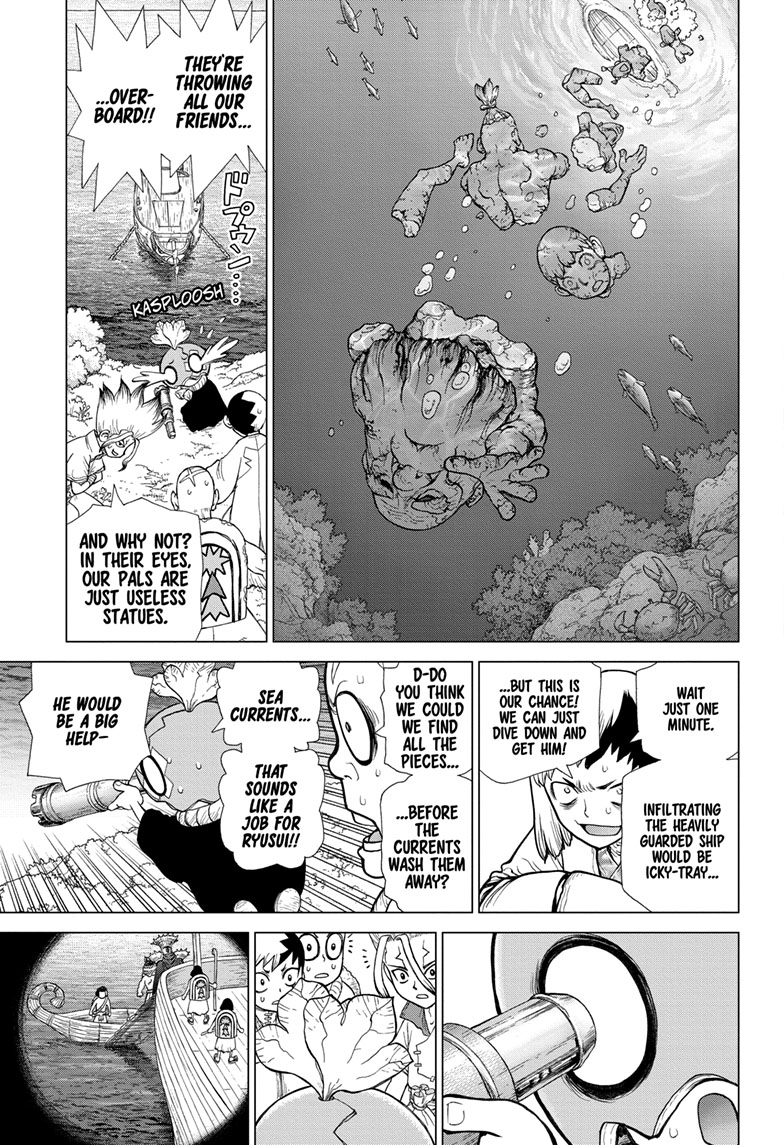 THEY'RE
THROWING
ALL OUR
FRIENDS...
...OVER-
BOARD!!
ドプゥン....
KASPLOOSH
AND WHY NOT?
IN THEIR EYES,
OUR PALS ARE
JUST USELESS
STATUES.
WAIT
JUST ONE
MINUTE.
INFILTRATING
THE HEAVILY
GUARDED SHIP
WOULD BE
ICKY-TRAY...
...BUT THIS IS
OUR CHANCE!
WE CAN JUST
DIVE DOWN AND
GET HIM!
D-DO
YOU THINK
WE COULD
WE FIND
ALL THE
PIECES...
...BEFORE
THE
CURRENTS
WASH THEM
AWAY?
SEA
CURRENTS...
THAT
SOUNDS
LIKE A
JOB FOR
RYUSUI!!
HE WOULD
BE A BIG
HELP-